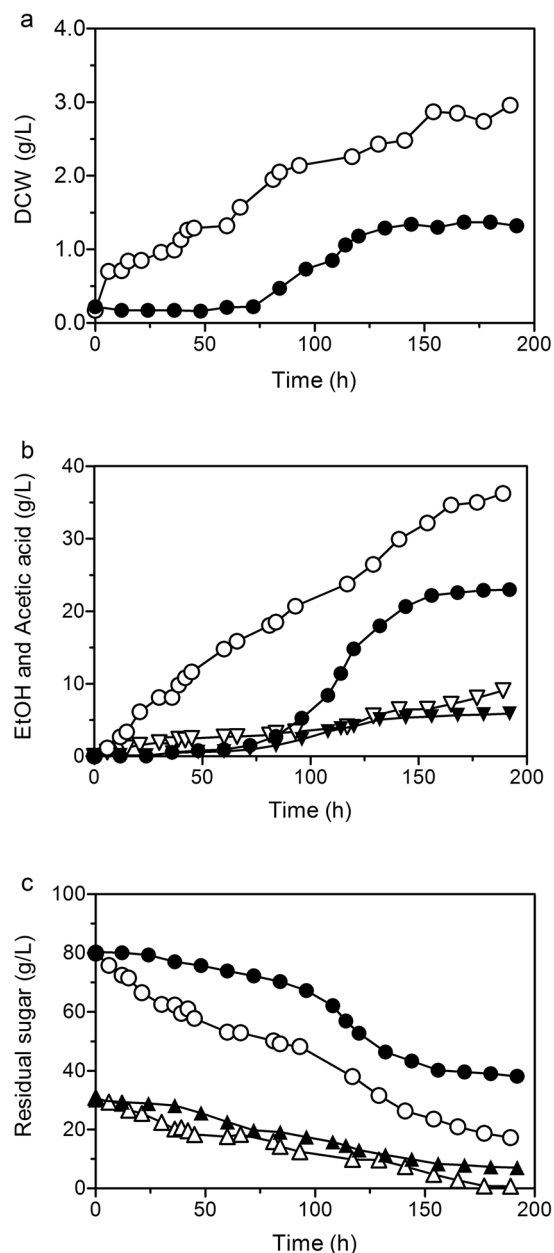 a
4.0
3.0
2.0
1.0
0.0
DCW (g/L)
0 50 100 150 200
Time (h)
b
40
30
20
10
0
EtOH and Acetic acid (g/L)
0 50 100 150 200
Time (h)
c
100
80
60
40
20
0
Residual sugar (g/L)
0 50 100 150 200
Time (h)